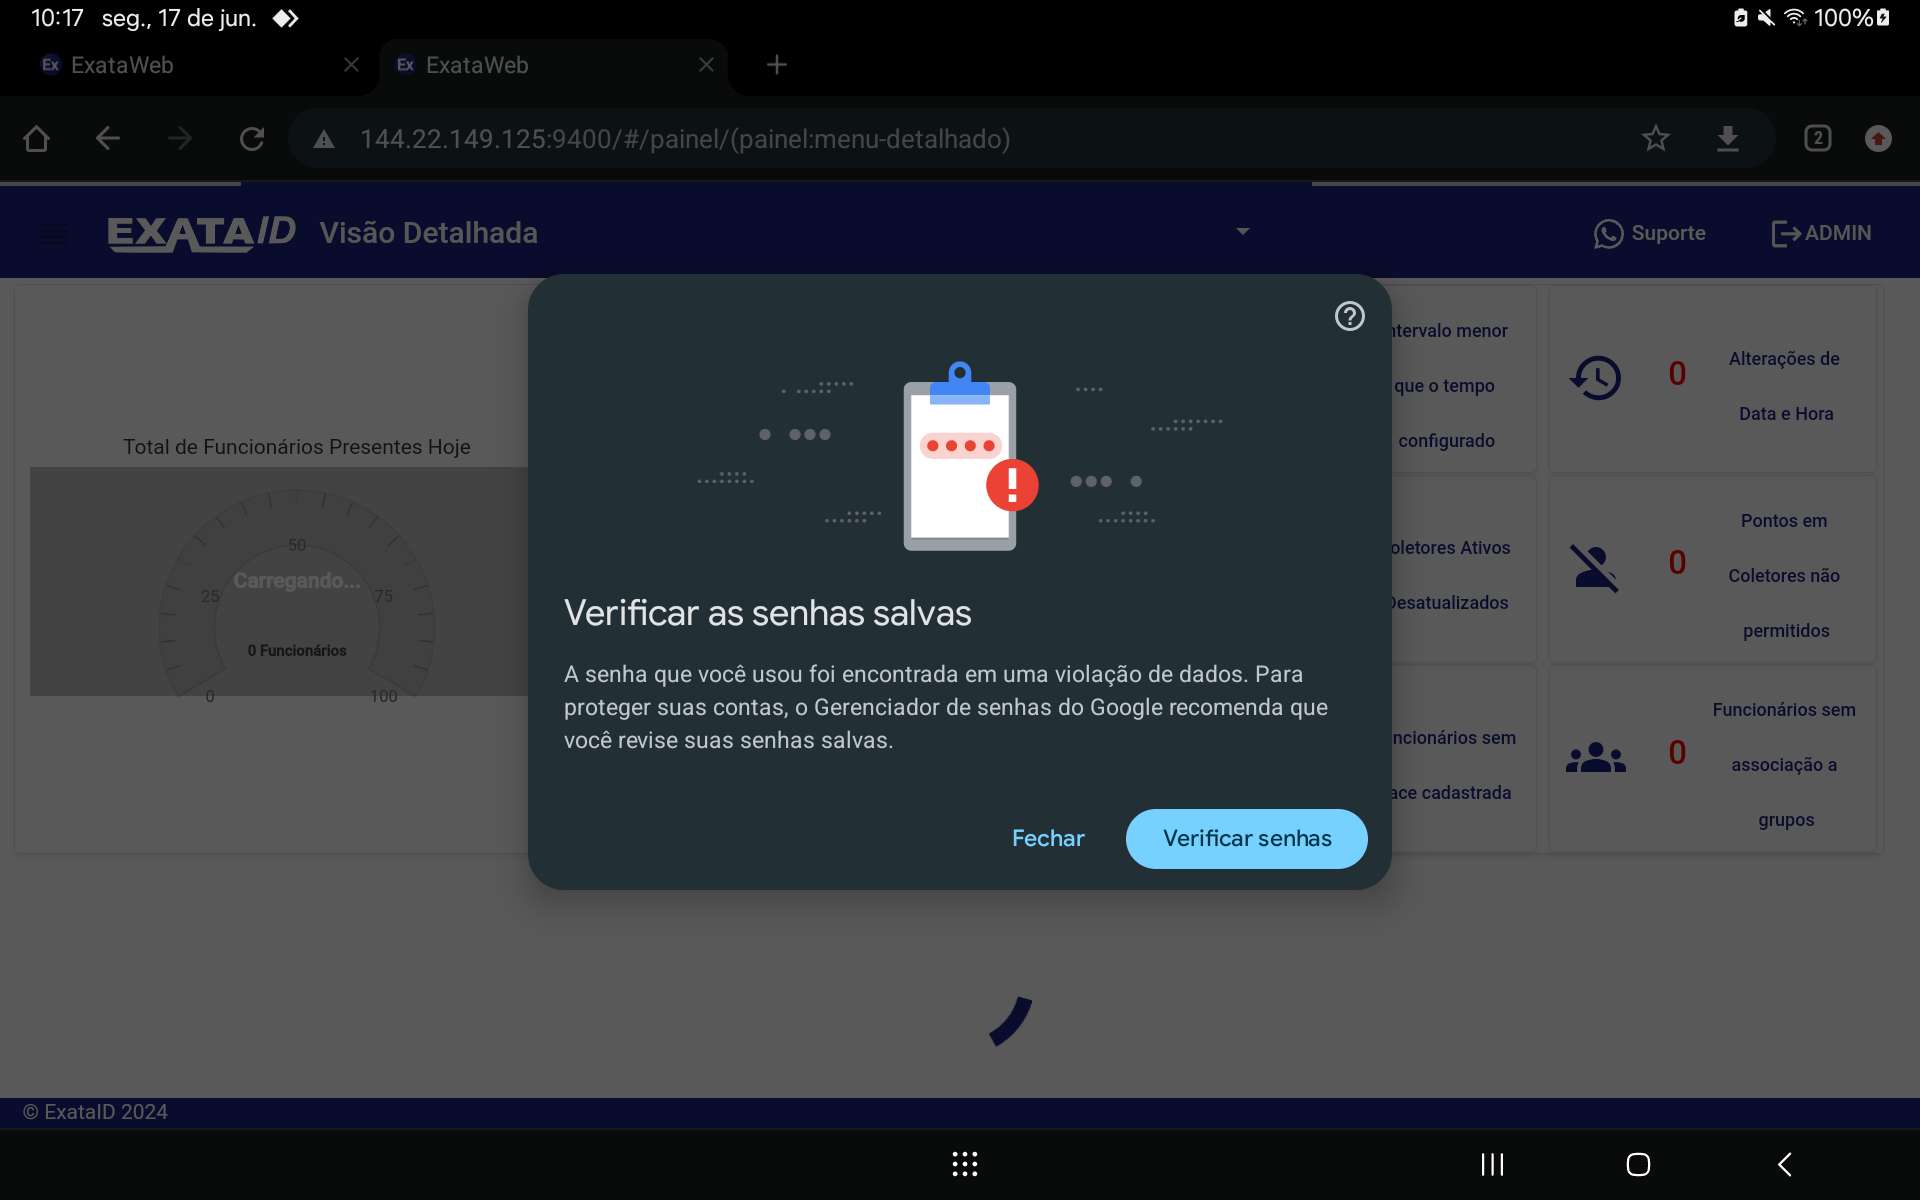 10:17 seg., 17 de jun.
100%
Ex ExataWeb
Ex ExataWeb
144.22.149.125:9400/#/painel/(painel:menu-detalhado)
2
EXATAID
Visão Detalhada
Suporte
ADMIN
Total de Funcionários Presentes Hoje
50
Carregando...
25
75
0 Funcionários
0
100
Verificar as senhas salvas
A senha que você usou foi encontrada em uma violação de dados. Para
proteger suas contas, o Gerenciador de senhas do Google recomenda que
você revise suas senhas salvas.
Fechar
Verificar senhas
ntervalo menor
que o tempo
configurado
0
Alterações de
Data e Hora
oletores Ativos
Desatualizados
0
Pontos em
Coletores não
permitidos
ncionários sem
ace cadastrada
0
Funcionários sem
associação a
grupos
© ExataID 2024